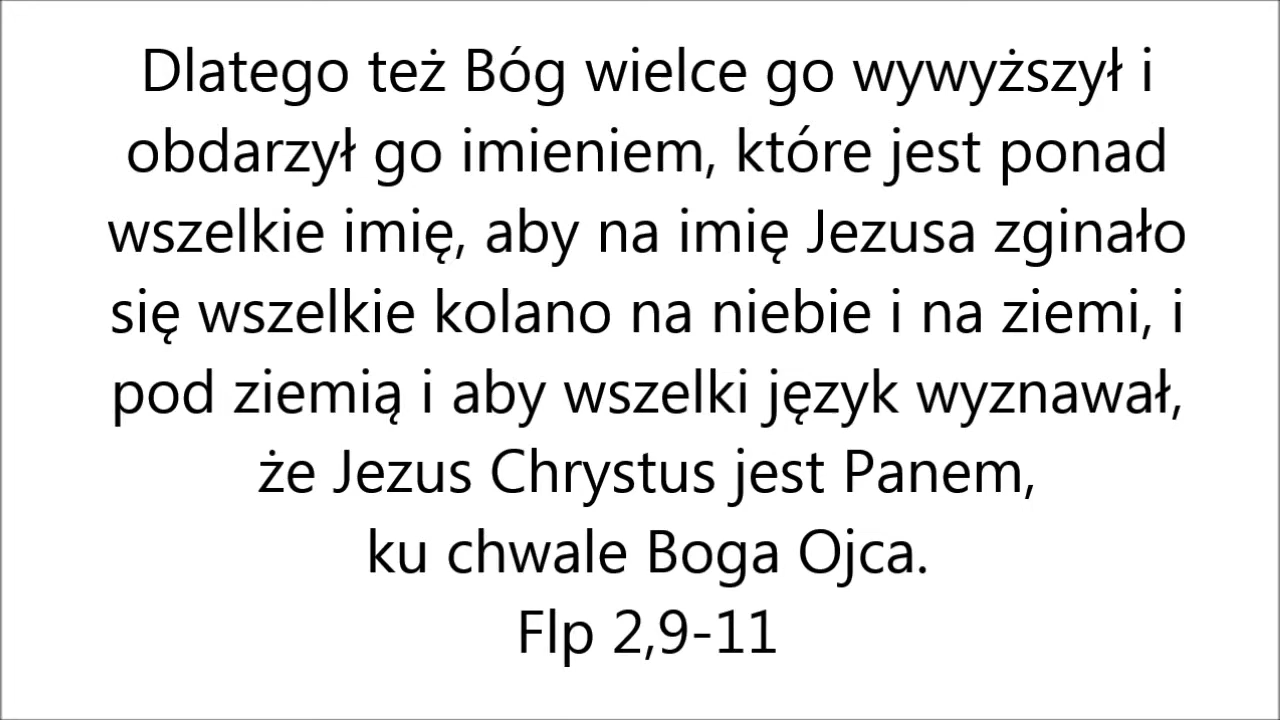 Dlatego też Bóg wielce go wywyższył i
obdarzył go imieniem, które jest ponad
wszelkie imię, aby na imię Jezusa zginało
się wszelkie kolano na niebie i na ziemi, i
pod ziemią i aby wszelki język wyznawał,
że Jezus Chrystus jest Panem,
ku chwale Boga Ojca.
Flp 2,9-11